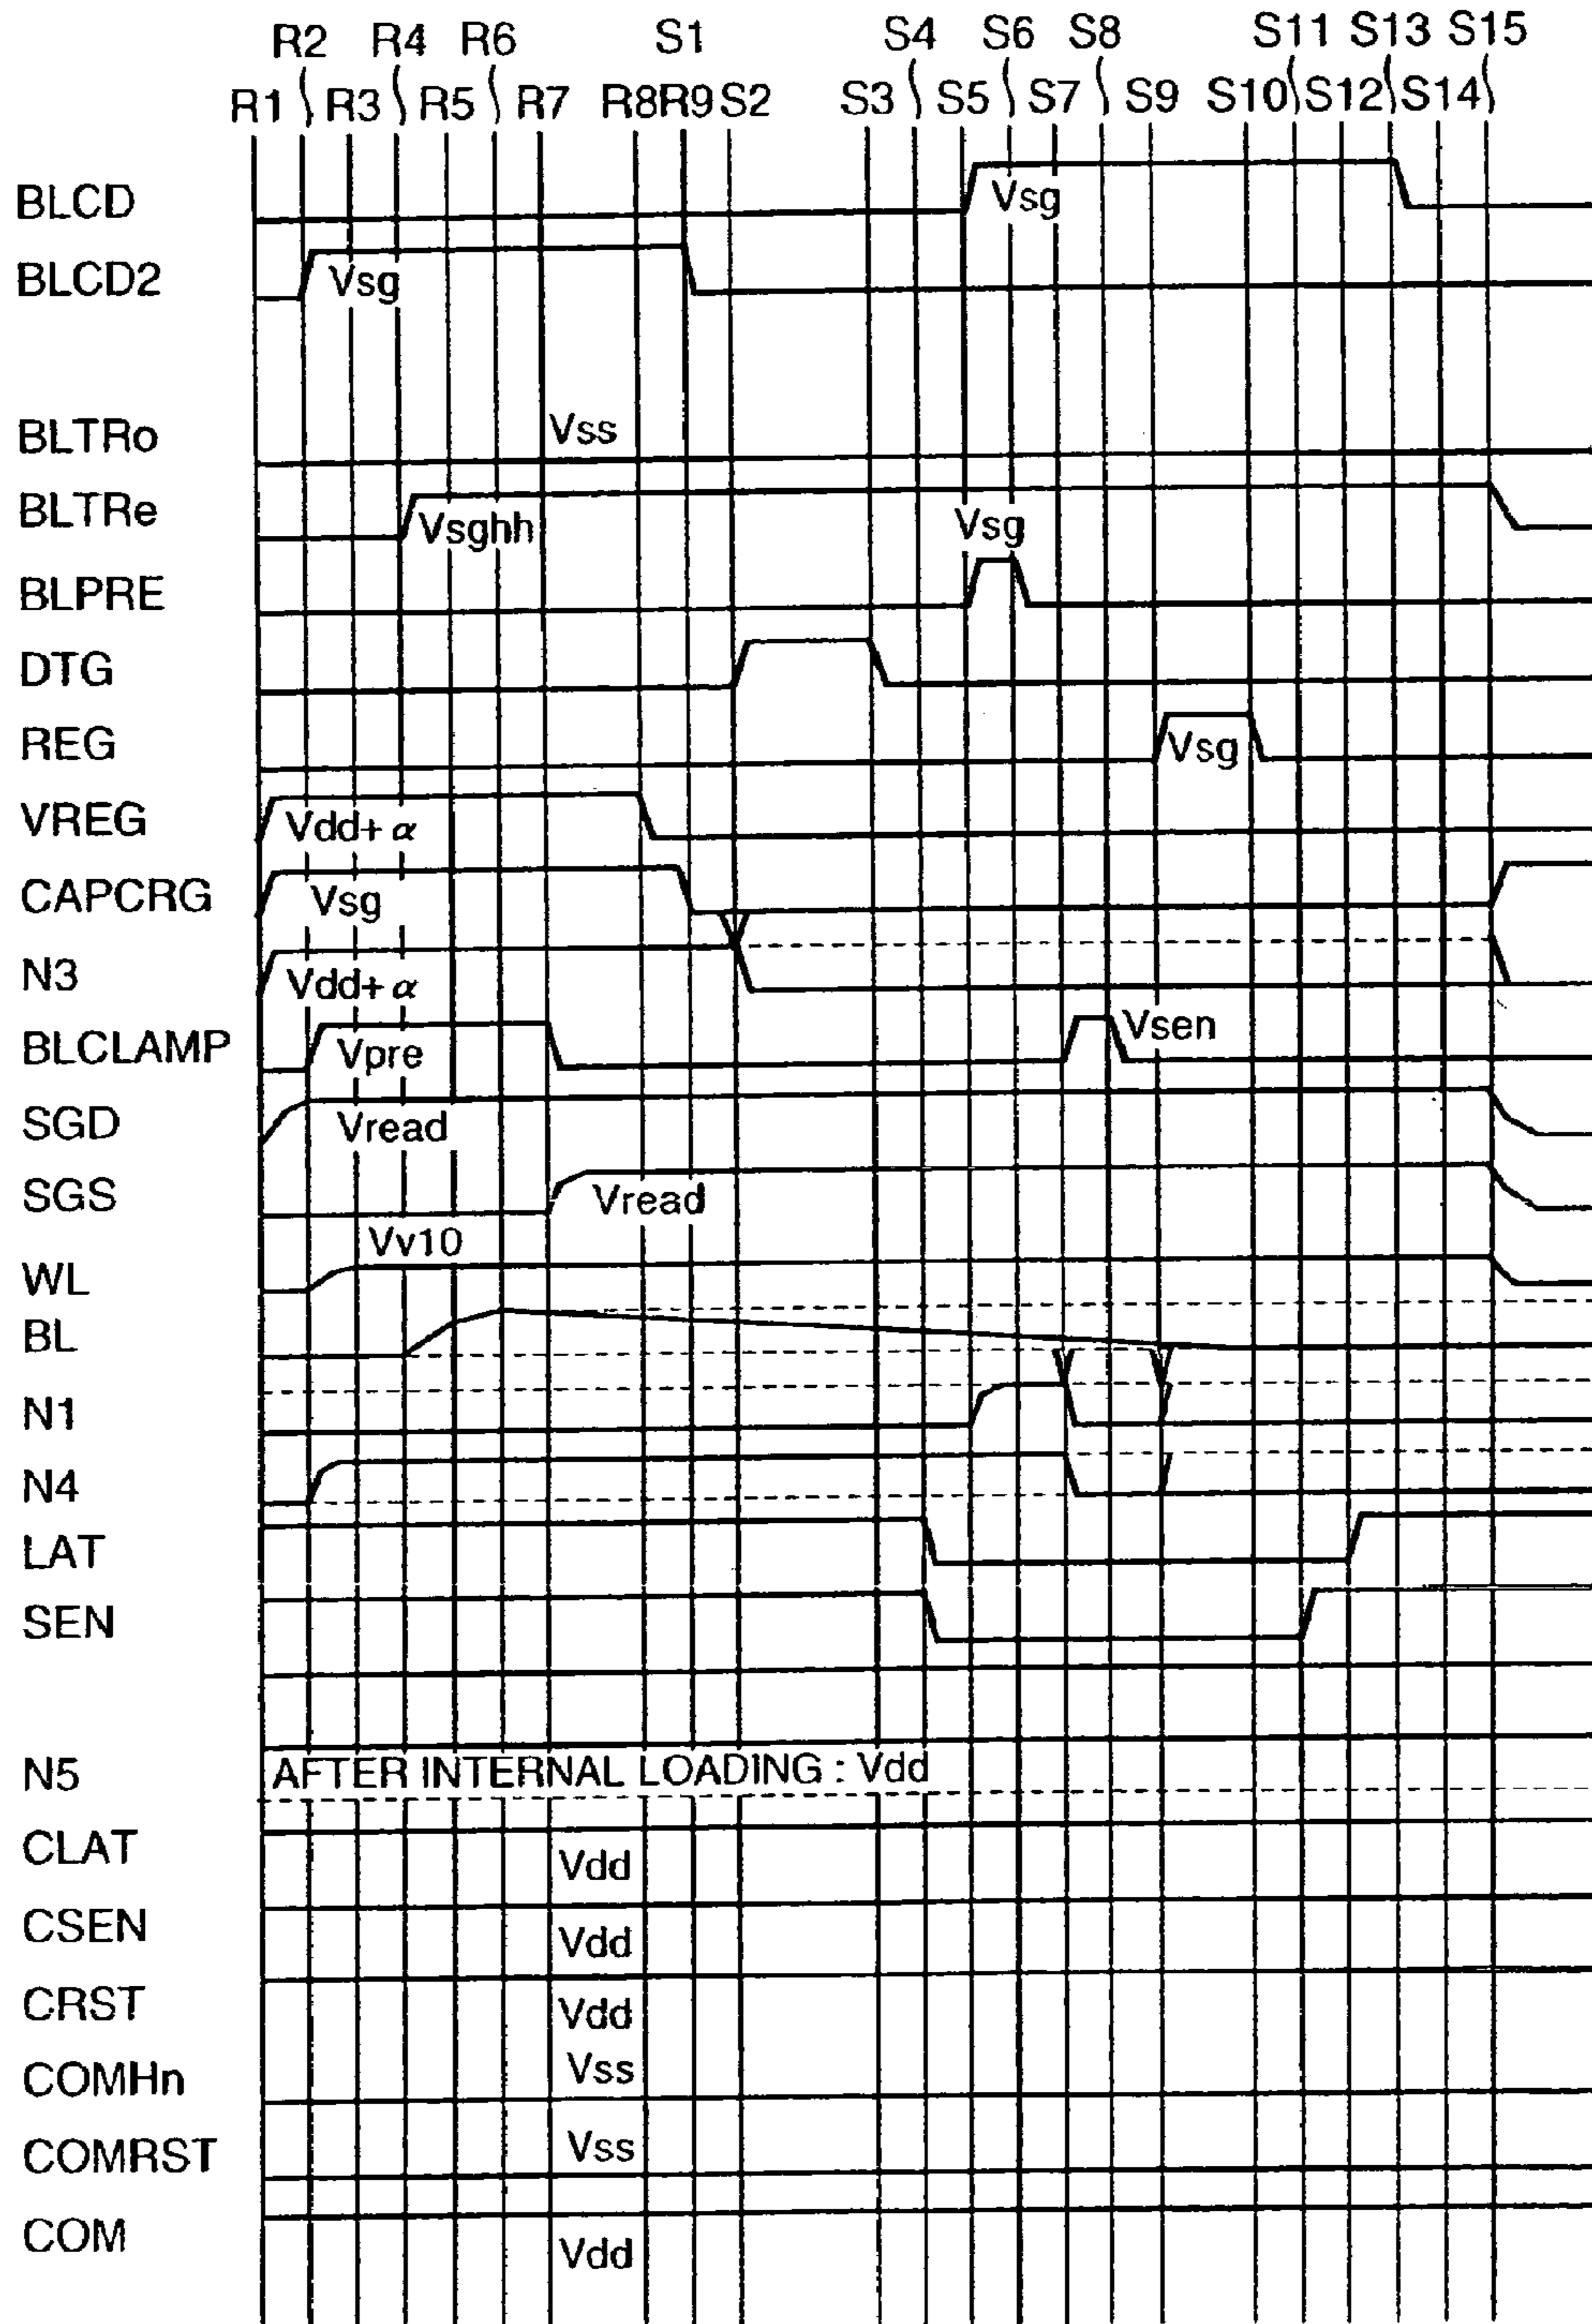 R2 R4 R6 S1 S4 S6 S8 S11 S13 S15
R1 R3 R5 R7 R8 R9 S2 S3 S5 S7 S9 S10 S12 S14
BLCD Vsg
BLCD2 Vsg
BLTRo Vss
BLTRe Vsghh
BLPRE Vsg
DTG
REG Vsg
VREG Vdd+α
CAPCRG Vsg
N3 Vdd+α
BLCLAMP Vpre Vsen
SGD Vread
SGS Vread
WL Vv10
BL
N1
N4
LAT
SEN
N5 AFTER INTERNAL LOADING : Vdd
CLAT Vdd
CSEN Vdd
CRST Vdd
COMHn Vss
COMRST Vss
COM Vdd